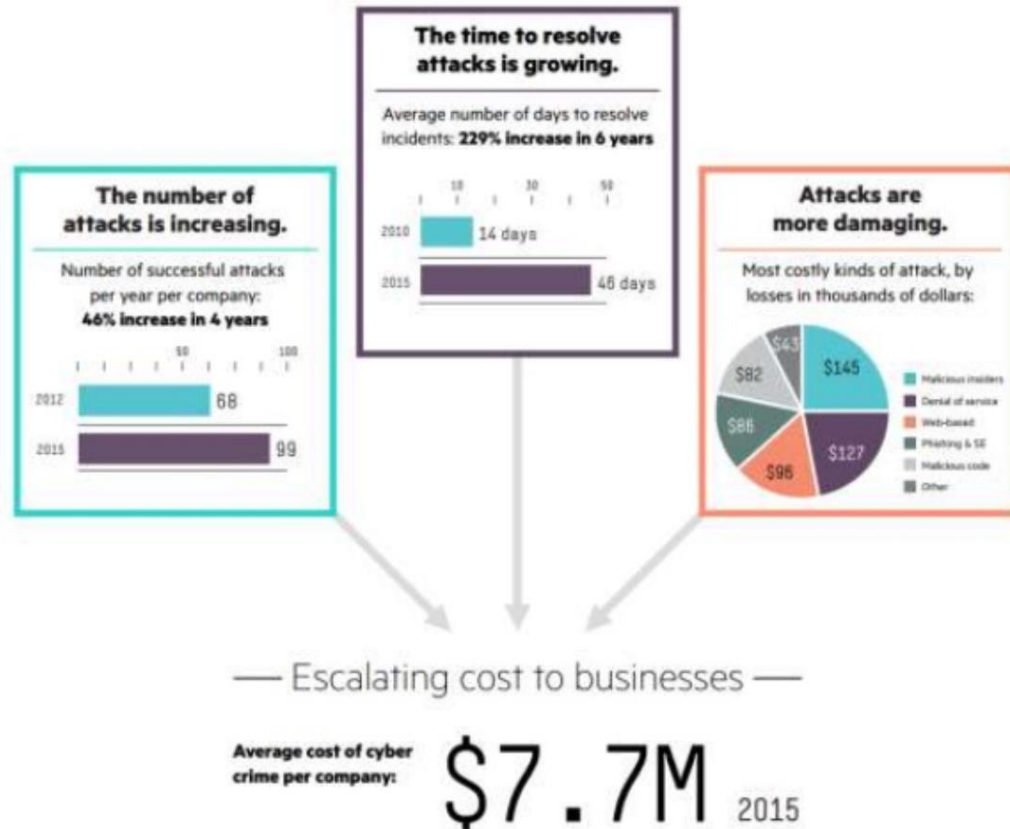 The time to resolve
attacks is growing.
Average number of days to resolve
incidents: 229% increase in 6 years
10 30 50
2010 14 days
2015 46 days
The number of
attacks is increasing.
Number of successful attacks
per year per company:
46% increase in 4 years
50 100
2012 68
2015 99
Attacks are
more damaging.
Most costly kinds of attack, by
losses in thousands of dollars:
$43
$145
$82
$86
$127
$96
Malicious insiders
Denial of service
Web-based
Phishing & SE
Malicious code
Other
Escalating cost to businesses
Average cost of cyber
crime per company:
$7.7M 2015